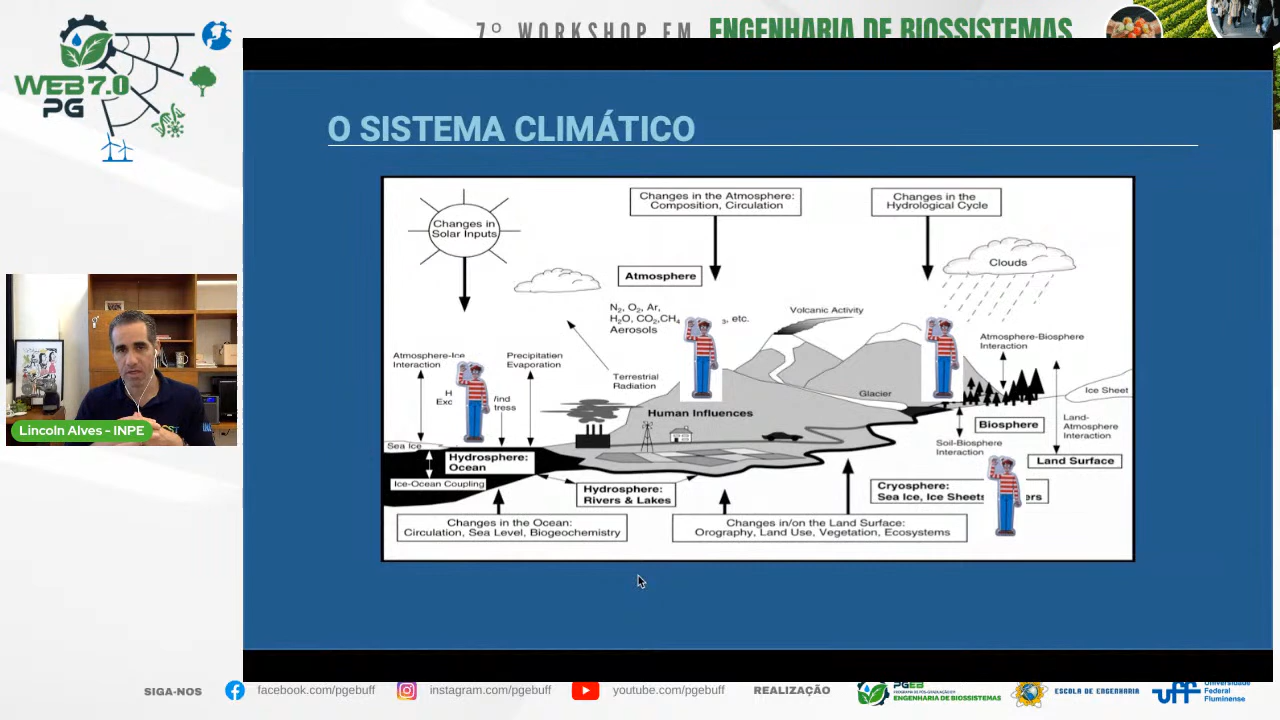 7º WORKSHOP EM ENGENHARIA DE BIOSSISTEMAS
WEB 7.0
PG
O SISTEMA CLIMÁTICO
Changes in
Solar Inputs
Changes in the Atmosphere:
Composition, Circulation
Changes in the
Hydrological Cycle
Clouds
Atmosphere
N2, O2, Ar,
H2O, CO2,CH4, etc.
Aerosols
Volcanic Activity
Atmosphere-Biosphere
Interaction
Atmosphere-Ice
Interaction
Precipitation
Evaporation
Terrestrial
Radiation
Glacier
Ice Sheet
Human Influences
Biosphere
Land-
Atmosphere
Interaction
Soil-Biosphere
Interaction
Land Surface
Sea Ice
Hydrosphere:
Ocean
Ice-Ocean Coupling
Hydrosphere:
Rivers & Lakes
Cryosphere:
Sea Ice, Ice Sheets
Changes in the Ocean:
Circulation, Sea Level, Biogeochemistry
Changes in/on the Land Surface:
Orography, Land Use, Vegetation, Ecosystems
Lincoln Alves - INPE
SIGA-NOS
facebook.com/pgebuff
instagram.com/pgebuff
youtube.com/pgebuff
REALIZAÇÃO
PGEB
ENGENHARIA DE BIOSSISTEMAS
ESCOLA DE ENGENHARIA
uff
Universidade
Federal
Fluminense